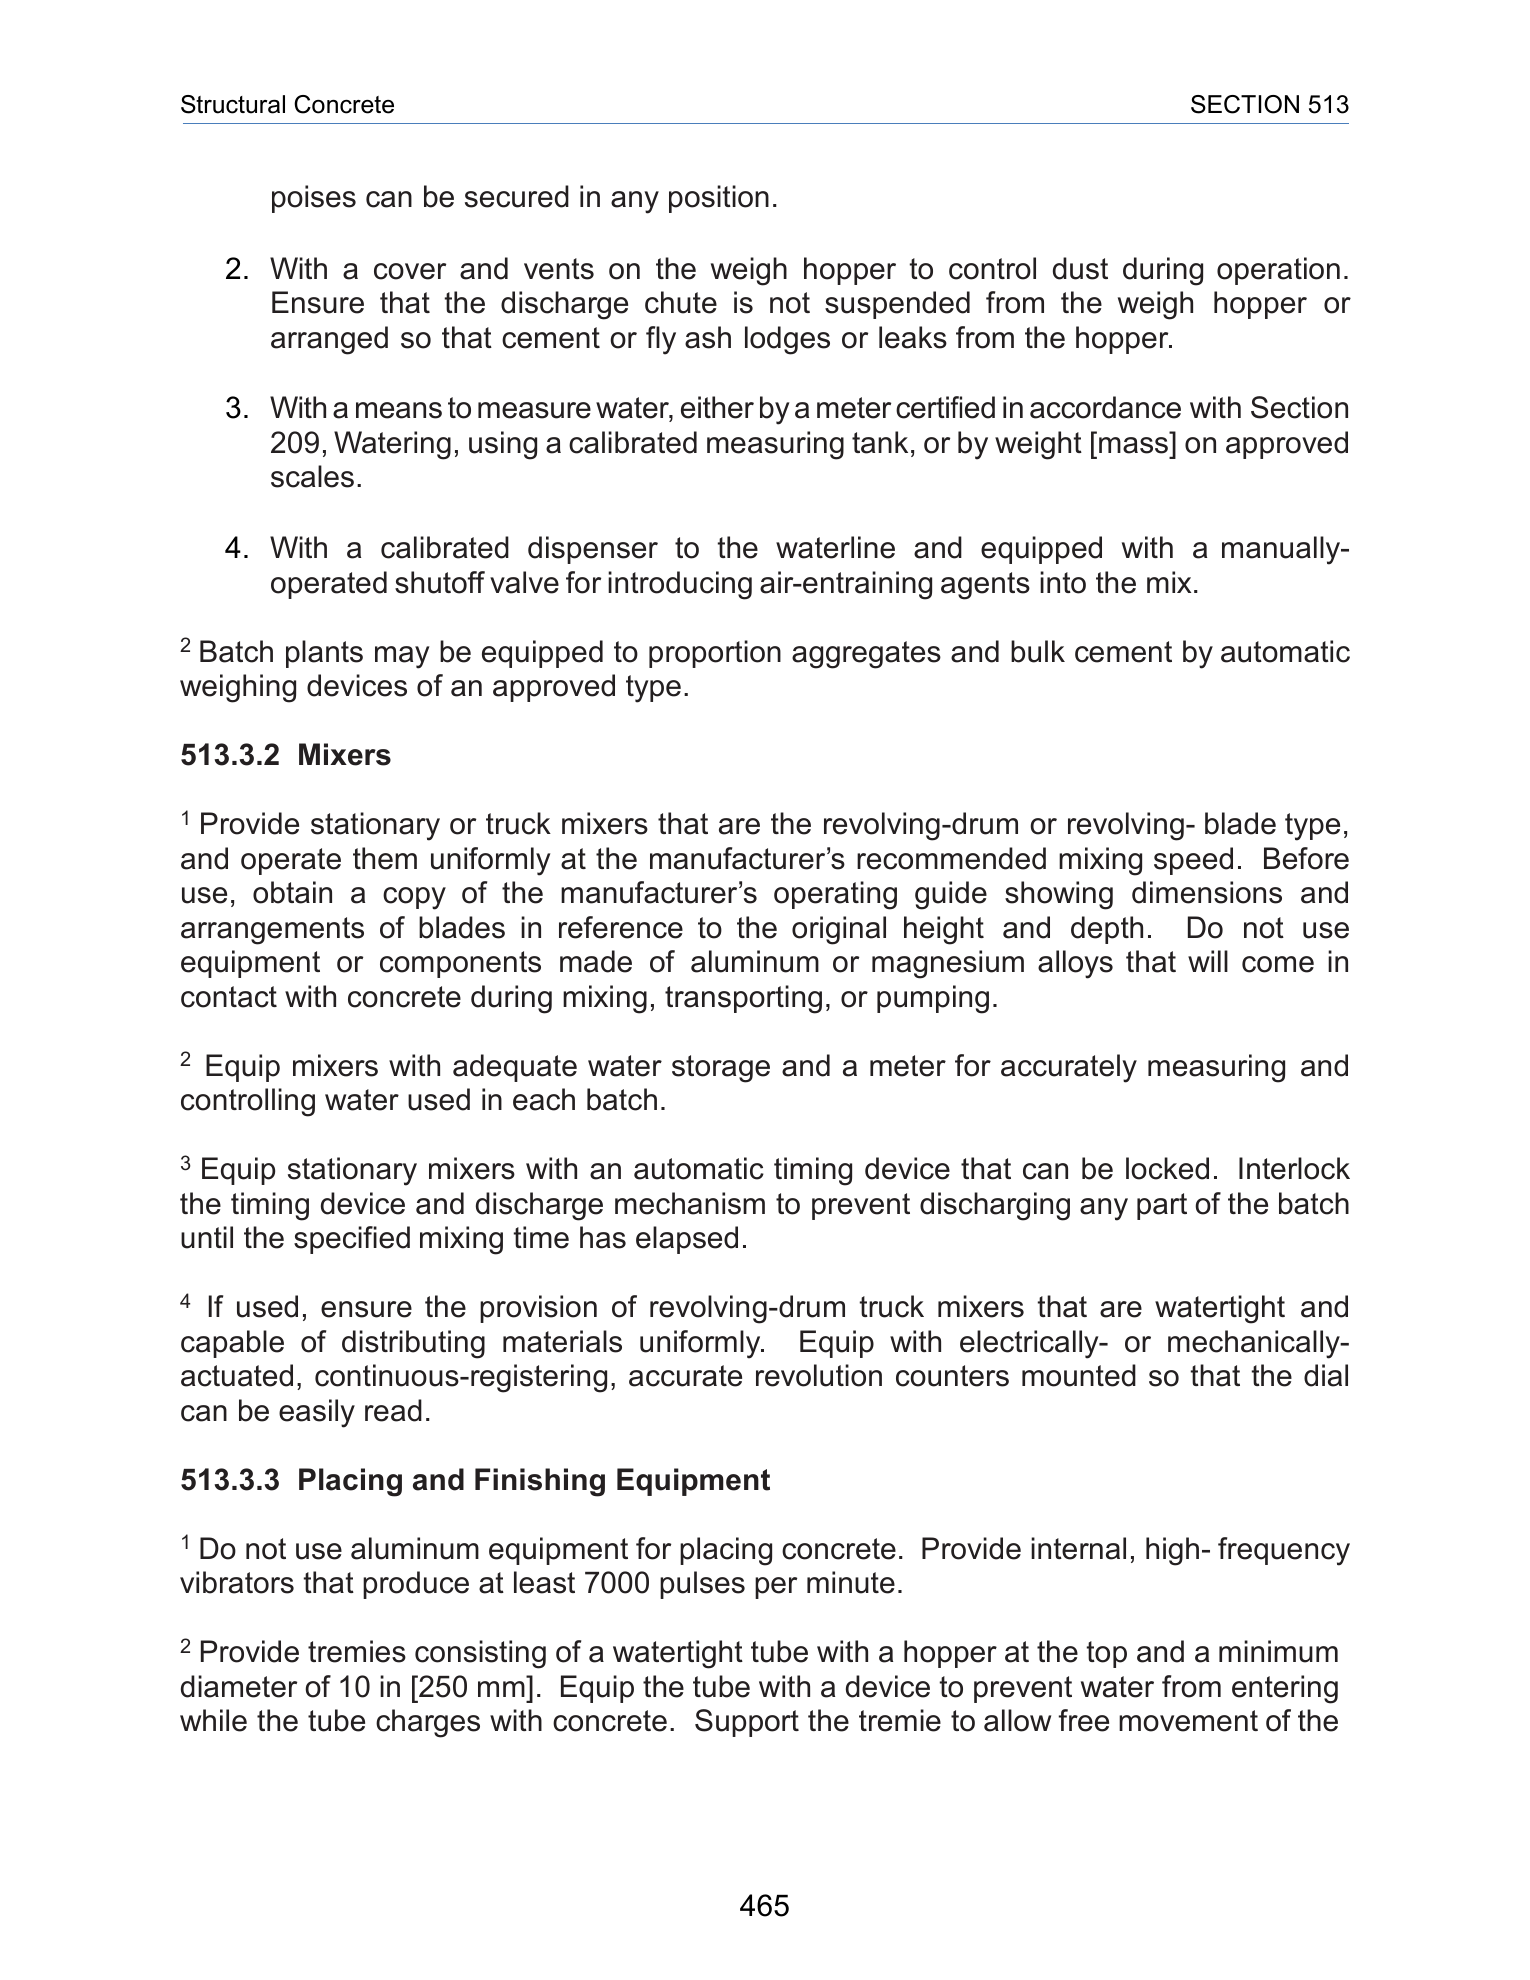 Structural Concrete SECTION 513
poises can be secured in any position.
2. With a cover and vents on the weigh hopper to control dust during operation.
Ensure that the discharge chute is not suspended from the weigh hopper or
arranged so that cement or fly ash lodges or leaks from the hopper.
3. With a means to measure water, either by a meter certified in accordance with Section
209, Watering, using a calibrated measuring tank, or by weight [mass] on approved
scales.
4. With a calibrated dispenser to the waterline and equipped with a manually-
operated shutoff valve for introducing air-entraining agents into the mix.
2 Batch plants may be equipped to proportion aggregates and bulk cement by automatic
weighing devices of an approved type.
513.3.2 Mixers
1 Provide stationary or truck mixers that are the revolving-drum or revolving- blade type,
and operate them uniformly at the manufacturer’s recommended mixing speed. Before
use, obtain a copy of the manufacturer’s operating guide showing dimensions and
arrangements of blades in reference to the original height and depth. Do not use
equipment or components made of aluminum or magnesium alloys that will come in
contact with concrete during mixing, transporting, or pumping.
2 Equip mixers with adequate water storage and a meter for accurately measuring and
controlling water used in each batch.
3 Equip stationary mixers with an automatic timing device that can be locked. Interlock
the timing device and discharge mechanism to prevent discharging any part of the batch
until the specified mixing time has elapsed.
4 If used, ensure the provision of revolving-drum truck mixers that are watertight and
capable of distributing materials uniformly. Equip with electrically- or mechanically-
actuated, continuous-registering, accurate revolution counters mounted so that the dial
can be easily read.
513.3.3 Placing and Finishing Equipment
1 Do not use aluminum equipment for placing concrete. Provide internal, high- frequency
vibrators that produce at least 7000 pulses per minute.
2 Provide tremies consisting of a watertight tube with a hopper at the top and a minimum
diameter of 10 in [250 mm]. Equip the tube with a device to prevent water from entering
while the tube charges with concrete. Support the tremie to allow free movement of the
465